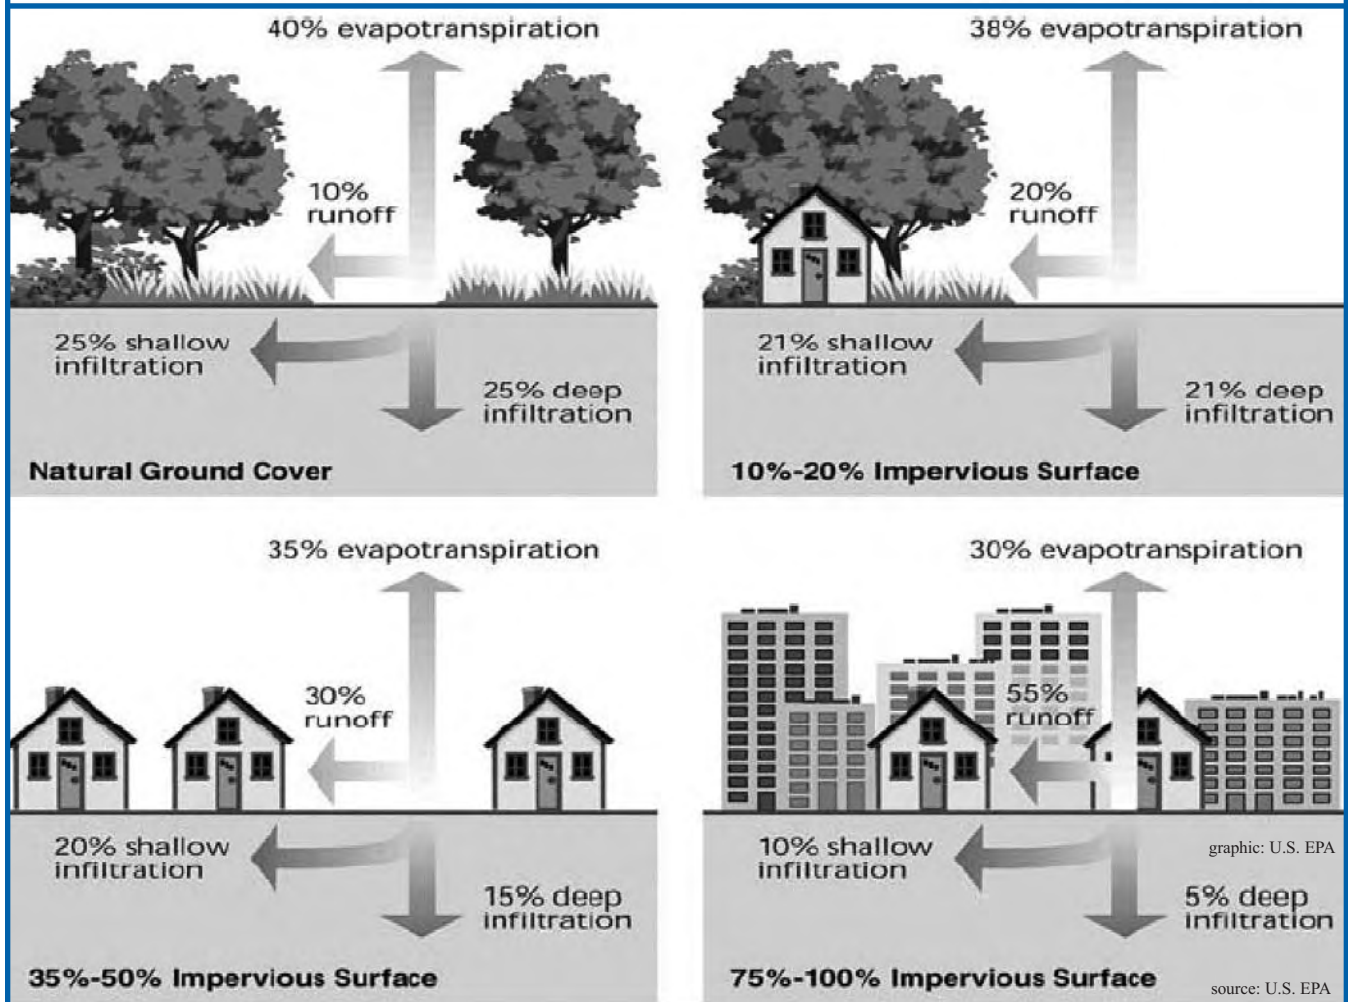 40% evapotranspiration
10%
runoff
25% shallow
infiltration
25% deep
infiltration
Natural Ground Cover
38% evapotranspiration
20%
runoff
21% shallow
infiltration
21% deep
infiltration
10%-20% Impervious Surface
35% evapotranspiration
30%
runoff
20% shallow
infiltration
15% deep
infiltration
35%-50% Impervious Surface
30% evapotranspiration
55%
runoff
10% shallow
infiltration
graphic: U.S. EPA
5% deep
infiltration
75%-100% Impervious Surface
source: U.S. EPA